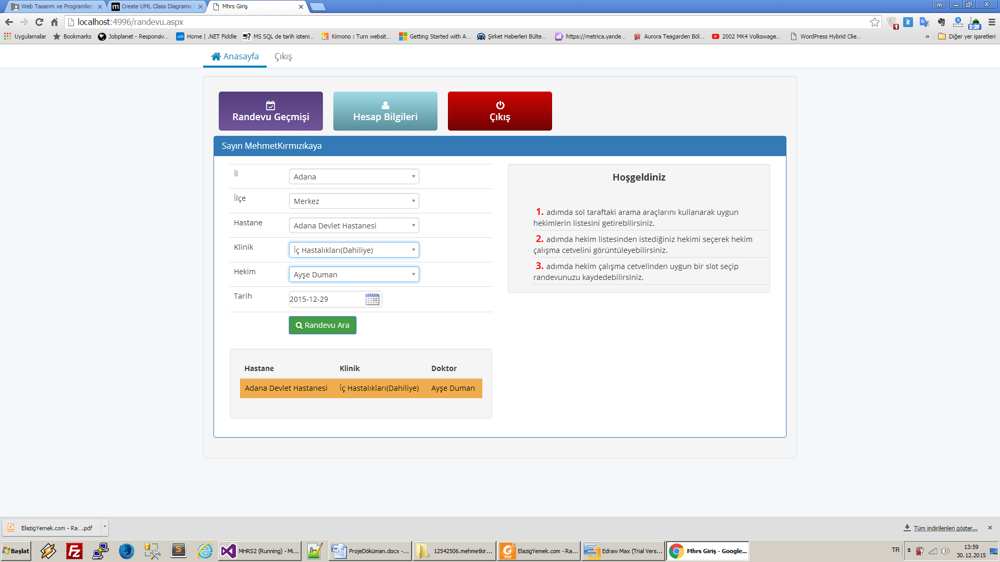 Web Tasarım ve Programlam
Create UML Class Diagrams
Mhrs Giriş
localhost:4996/randevu.aspx
Uygulamalar
Bookmarks
Jobplanet - Responsiv...
Home | .NET Fiddle
MS SQL de tarih isteni...
Kimono : Turn websit...
Getting Started with A...
Şirket Haberleri Bülte...
https://metrica.yande...
Aurora Teagarden Böl...
2002 MK4 Volkswage...
WordPress Hybrid Clie...
»
Diğer yer işaretleri
Anasayfa
Çıkış
Randevu Geçmişi
Hesap Bilgileri
Çıkış
Sayın MehmetKırmızıkaya
İl
Adana
İlçe
Merkez
Hastane
Adana Devlet Hastanesi
Klinik
İç Hastalıkları(Dahiliye)
Hekim
Ayşe Duman
Tarih
2015-12-29
Randevu Ara
Hoşgeldiniz
1. adımda sol taraftaki arama araçlarını kullanarak uygun
hekimlerin listesini getirebilirsiniz.
2. adımda hekim listesinden istediğiniz hekimi seçerek hekim
çalışma cetvelini görüntüleyebilirsiniz.
3. adımda hekim çalışma cetvelinden uygun bir slot seçip
randevunuzu kaydedebilirsiniz.
Hastane Klinik Doktor
Adana Devlet Hastanesi İç Hastalıkları(Dahiliye) Ayşe Duman
ElazigYemek.com - Ra....pdf
Tüm indirilenleri göster...
Başlat
MHRS2 (Running) - Mi...
ProjeDöküman.docx -...
12542506.mehmetkir...
ElazigYemek.com - Ra...
Edraw Max (Trial Vers...
Mhrs Giriş - Google...
TR
13:59
30.12.2015